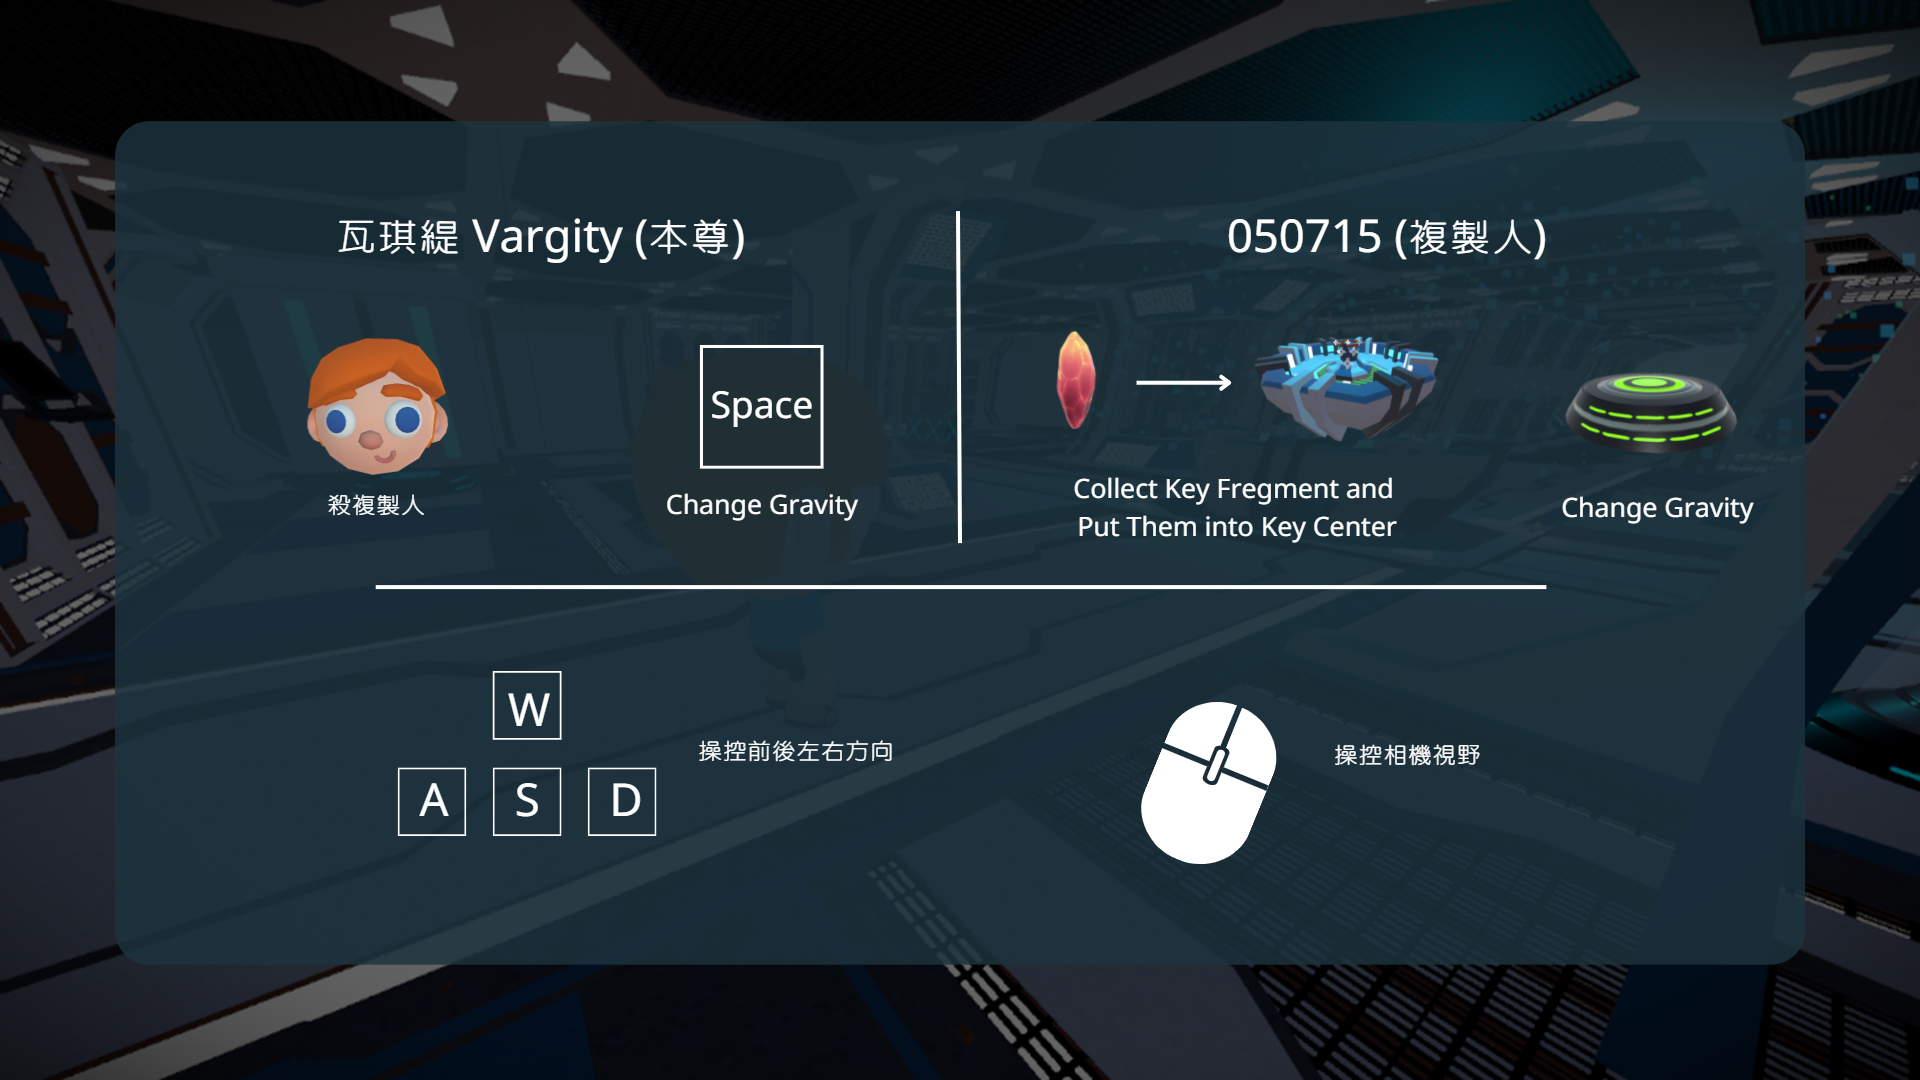 瓦琪緹 Vargity (本尊)
050715 (複製人)
Space
殺複製人
Change Gravity
Collect Key Fregment and
Put Them into Key Center
Change Gravity
W
A S D
操控前後左右方向
操控相機視野